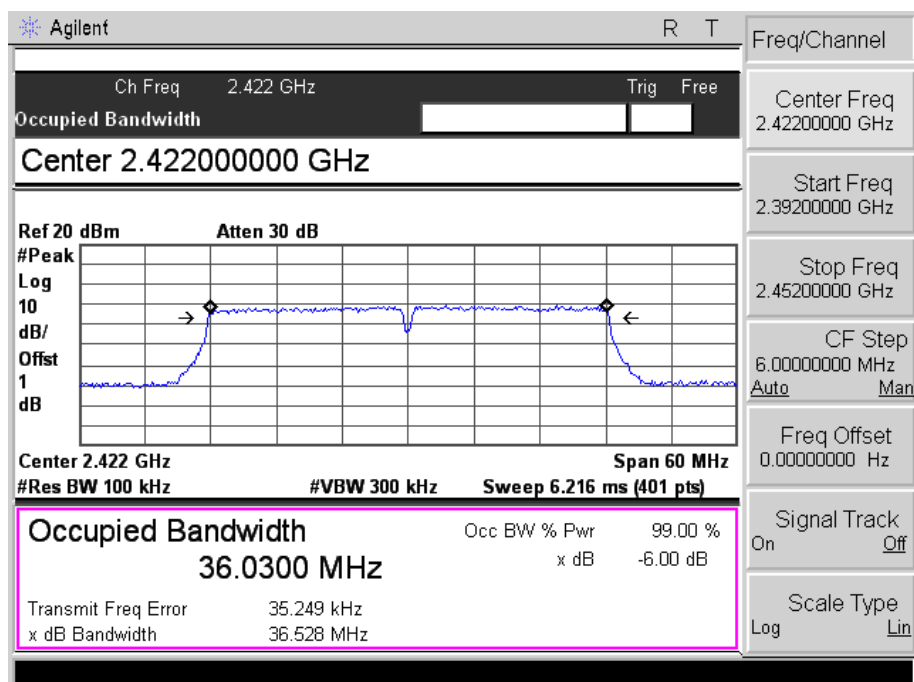 Agilent R T
Ch Freq 2.422 GHz Trig Free
Occupied Bandwidth
Center 2.422000000 GHz
Ref 20 dBm Atten 30 dB
#Peak
Log
10
dB/
Offst
1
dB
Center 2.422 GHz Span 60 MHz
#Res BW 100 kHz #VBW 300 kHz Sweep 6.216 ms (401 pts)
Occupied Bandwidth Occ BW % Pwr 99.00 %
36.0300 MHz x dB -6.00 dB
Transmit Freq Error 35.249 kHz
x dB Bandwidth 36.528 MHz
Freq/Channel
Center Freq
2.42200000 GHz
Start Freq
2.39200000 GHz
Stop Freq
2.45200000 GHz
CF Step
6.00000000 MHz
Auto Man
Freq Offset
0.00000000 Hz
Signal Track
On Off
Scale Type
Log Lin